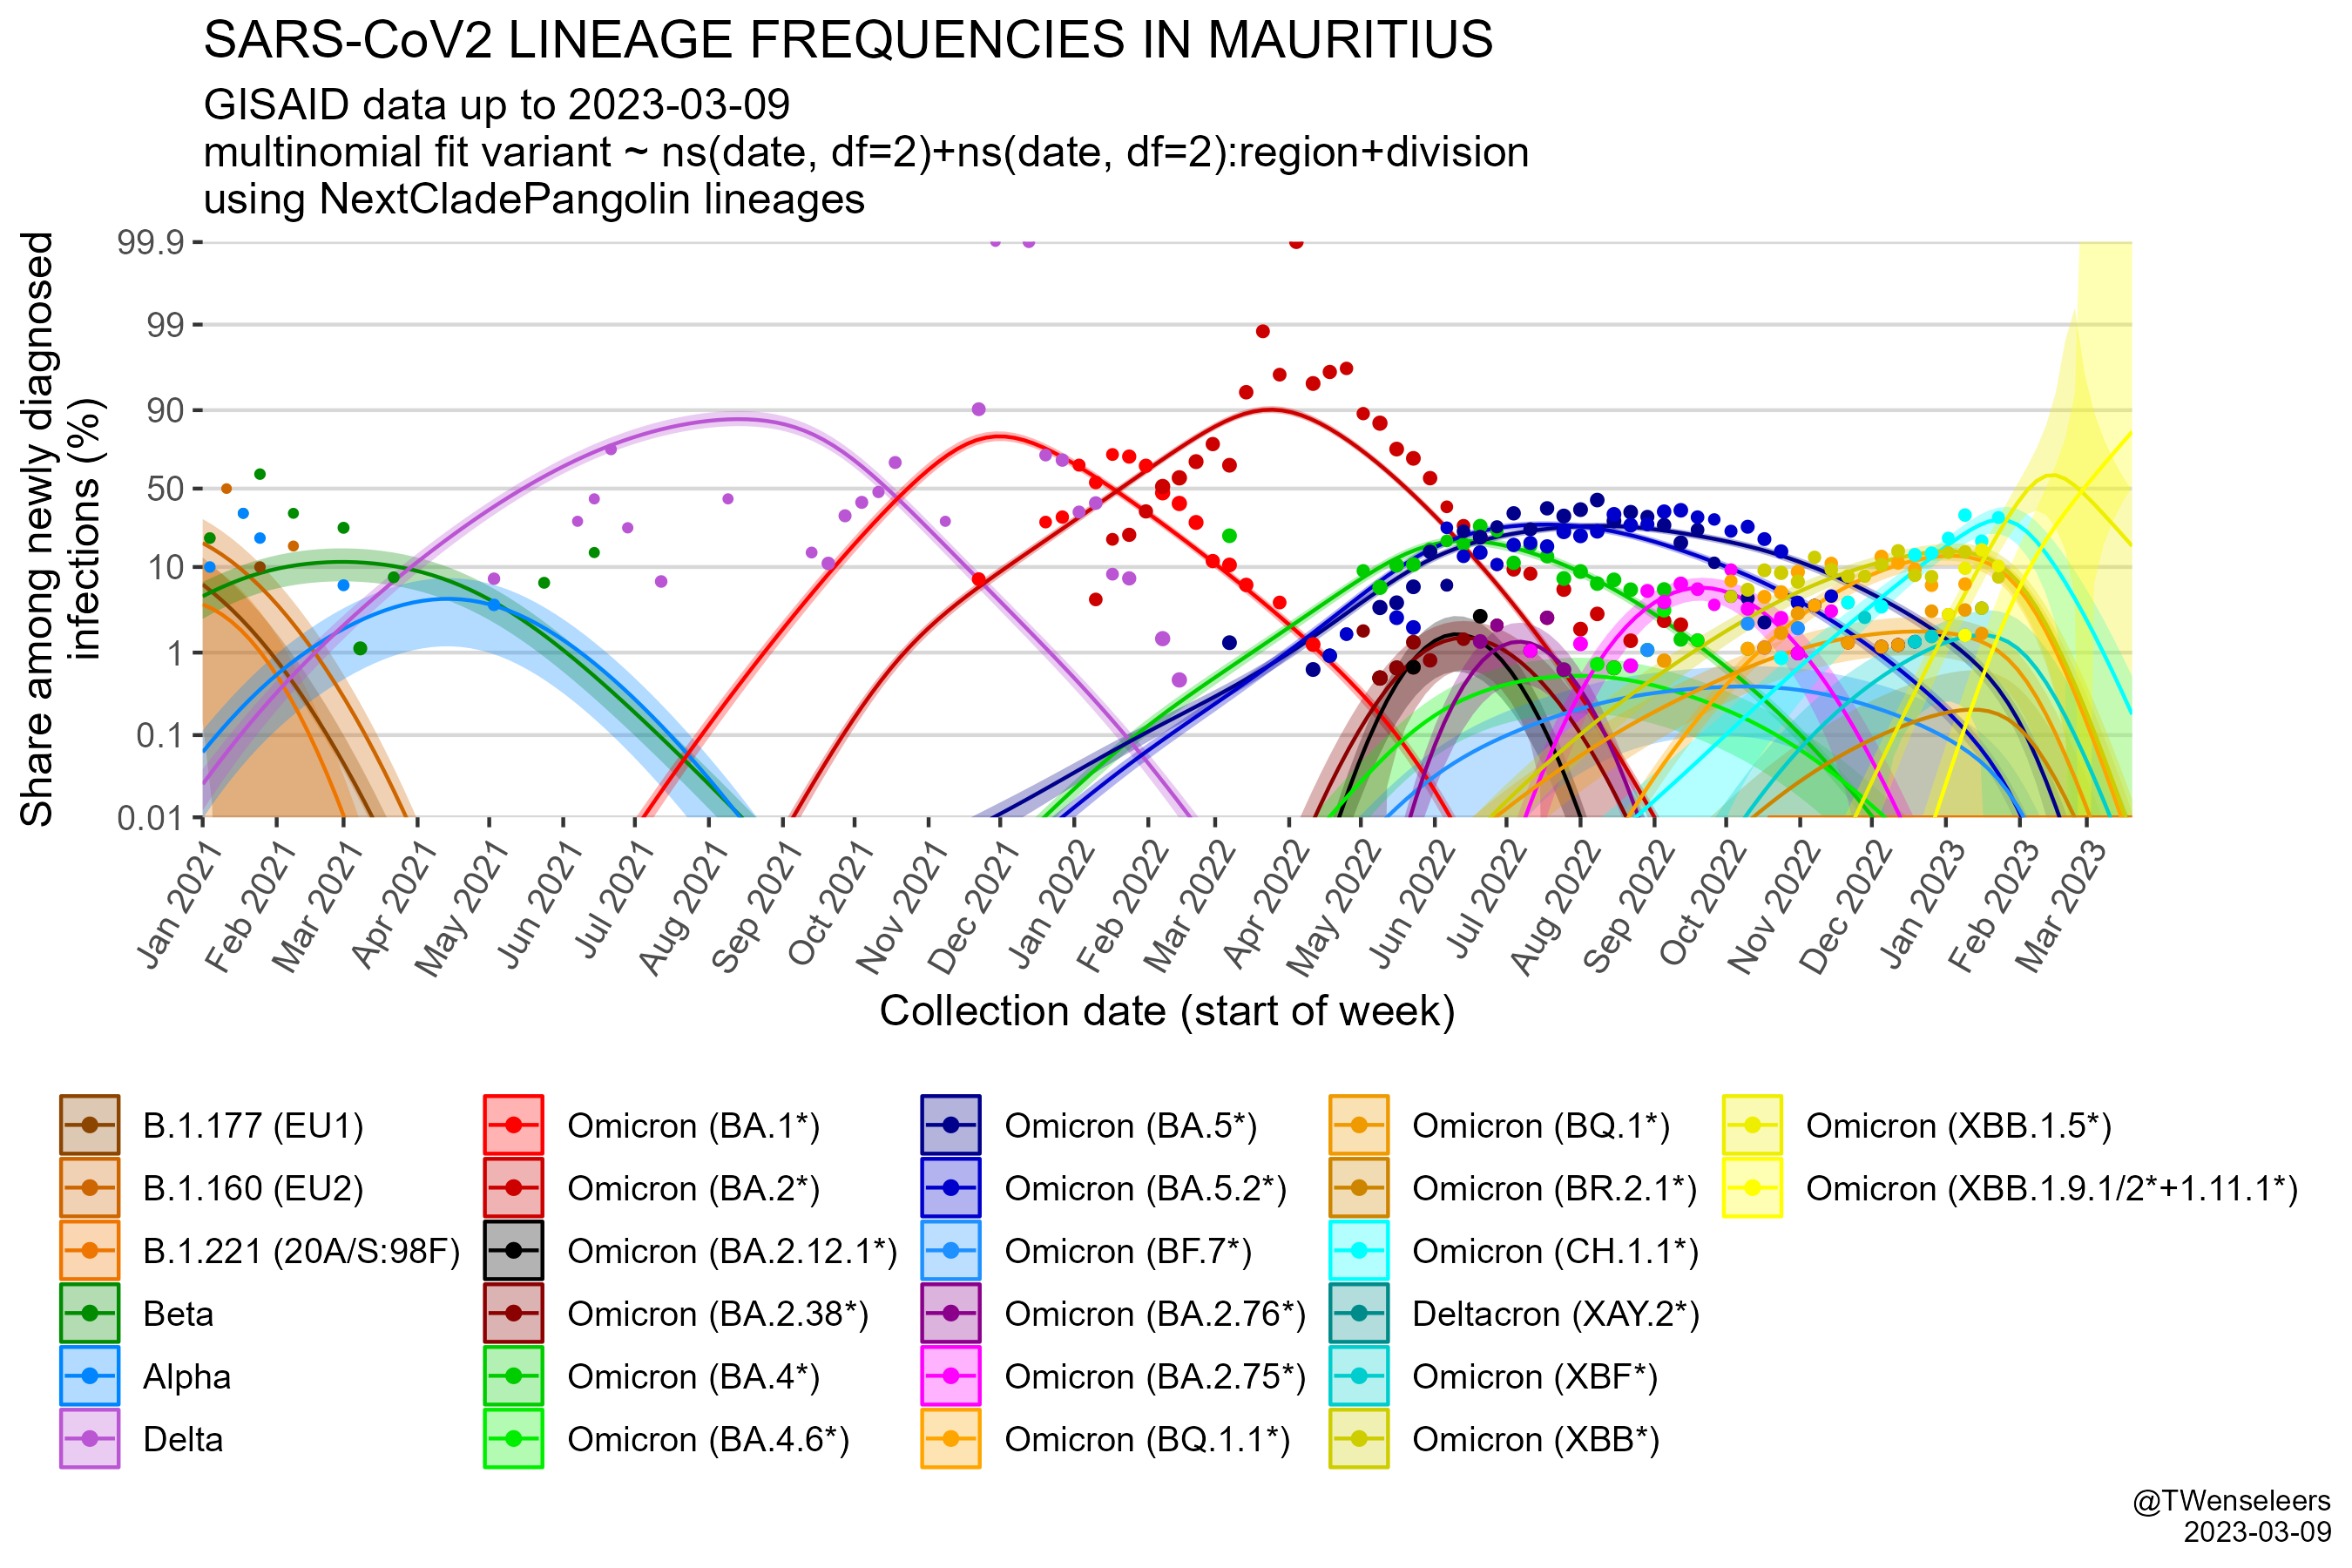 SARS-CoV2 LINEAGE FREQUENCIES IN MAURITIUS
GISAID data up to 2023-03-09
multinomial fit variant ~ ns(date, df=2)+ns(date, df=2):region+division
using NextCladePangolin lineages
Share among newly diagnosed
infections (%)
99.9
99
90
50
10
1
0.1
0.01
Jan 2021
Feb 2021
Mar 2021
Apr 2021
May 2021
Jun 2021
Jul 2021
Aug 2021
Sep 2021
Oct 2021
Nov 2021
Dec 2021
Jan 2022
Feb 2022
Mar 2022
Apr 2022
May 2022
Jun 2022
Jul 2022
Aug 2022
Sep 2022
Oct 2022
Nov 2022
Dec 2022
Jan 2023
Feb 2023
Mar 2023
Collection date (start of week)
B.1.177 (EU1)
B.1.160 (EU2)
B.1.221 (20A/S:98F)
Beta
Alpha
Delta
Omicron (BA.1*)
Omicron (BA.2*)
Omicron (BA.2.12.1*)
Omicron (BA.2.38*)
Omicron (BA.4*)
Omicron (BA.4.6*)
Omicron (BA.5*)
Omicron (BA.5.2*)
Omicron (BF.7*)
Omicron (BA.2.76*)
Omicron (BA.2.75*)
Omicron (BQ.1.1*)
Omicron (BQ.1*)
Omicron (BR.2.1*)
Omicron (CH.1.1*)
Deltacron (XAY.2*)
Omicron (XBF*)
Omicron (XBB*)
Omicron (XBB.1.5*)
Omicron (XBB.1.9.1/2*+1.11.1*)
@TWenseleers
2023-03-09